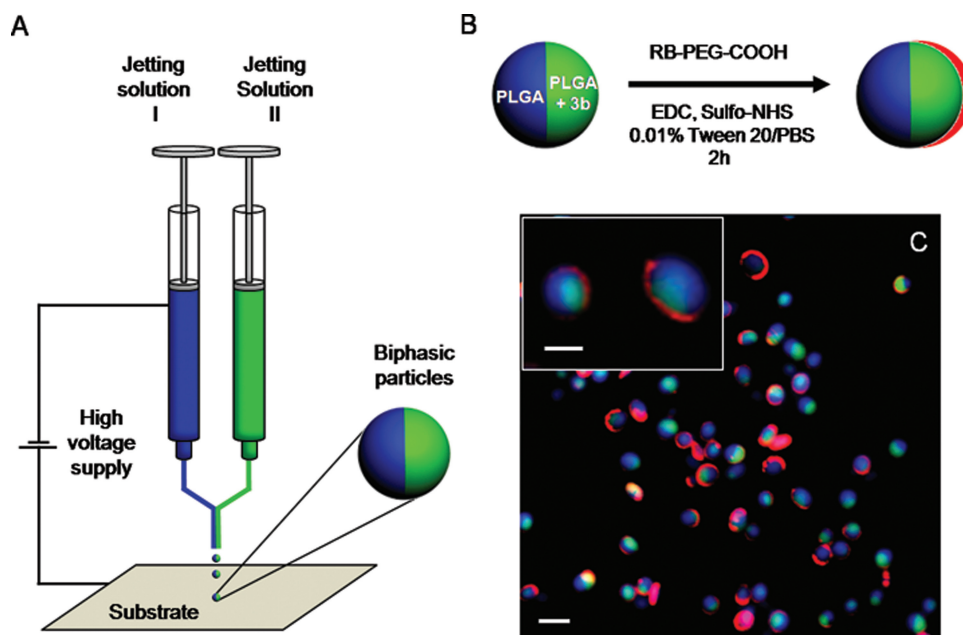 A
Jetting
solution
I
Jetting
Solution
II
High
voltage
supply
Biphasic
particles
Substrate
B
PLGA
PLGA
+ 3b
RB-PEG-COOH
EDC, Sulfo-NHS
0.01% Tween 20/PBS
2h
C